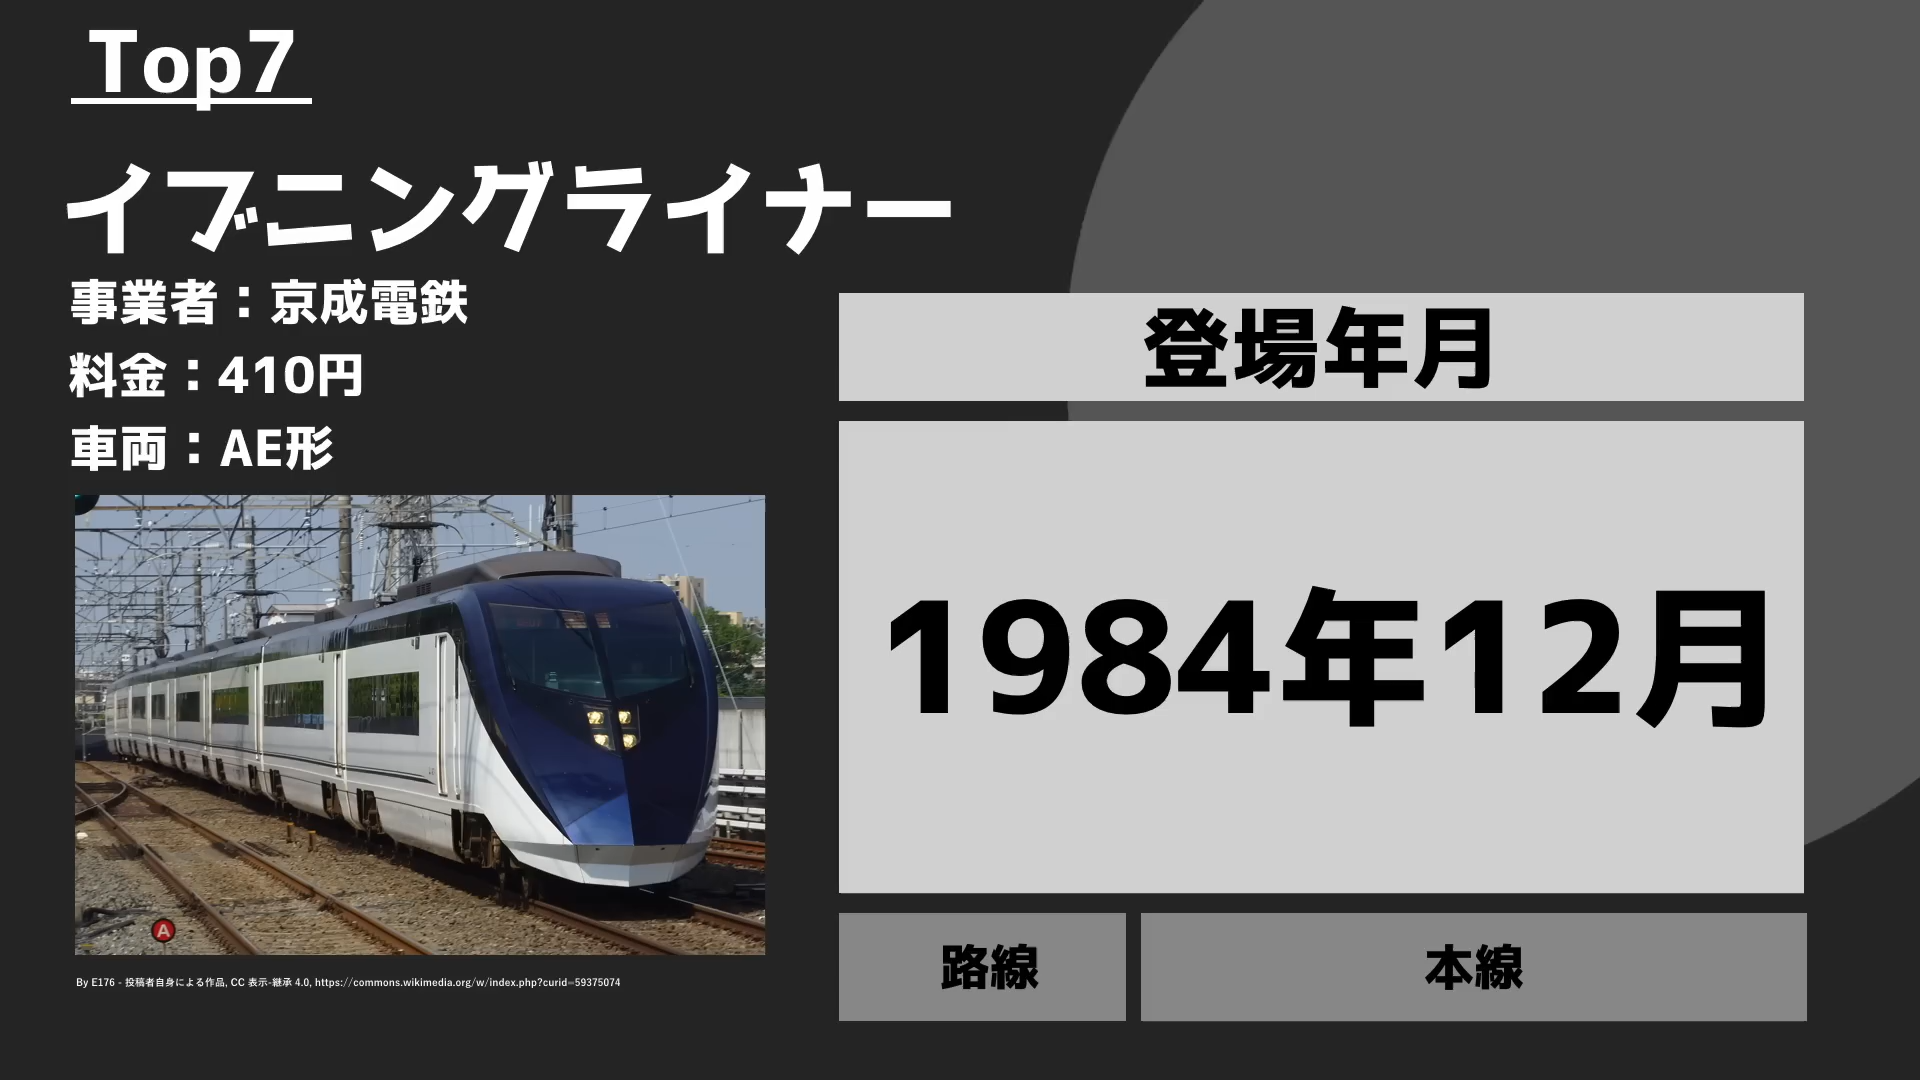 Top7
イブニングライナー
事業者：京成電鉄
料金：410円
車両：AE形
登場年月
1984年12月
路線
本線
A
By E176 - 投稿者自身による作品, CC 表示-継承 4.0, https://commons.wikimedia.org/w/index.php?curid=59375074